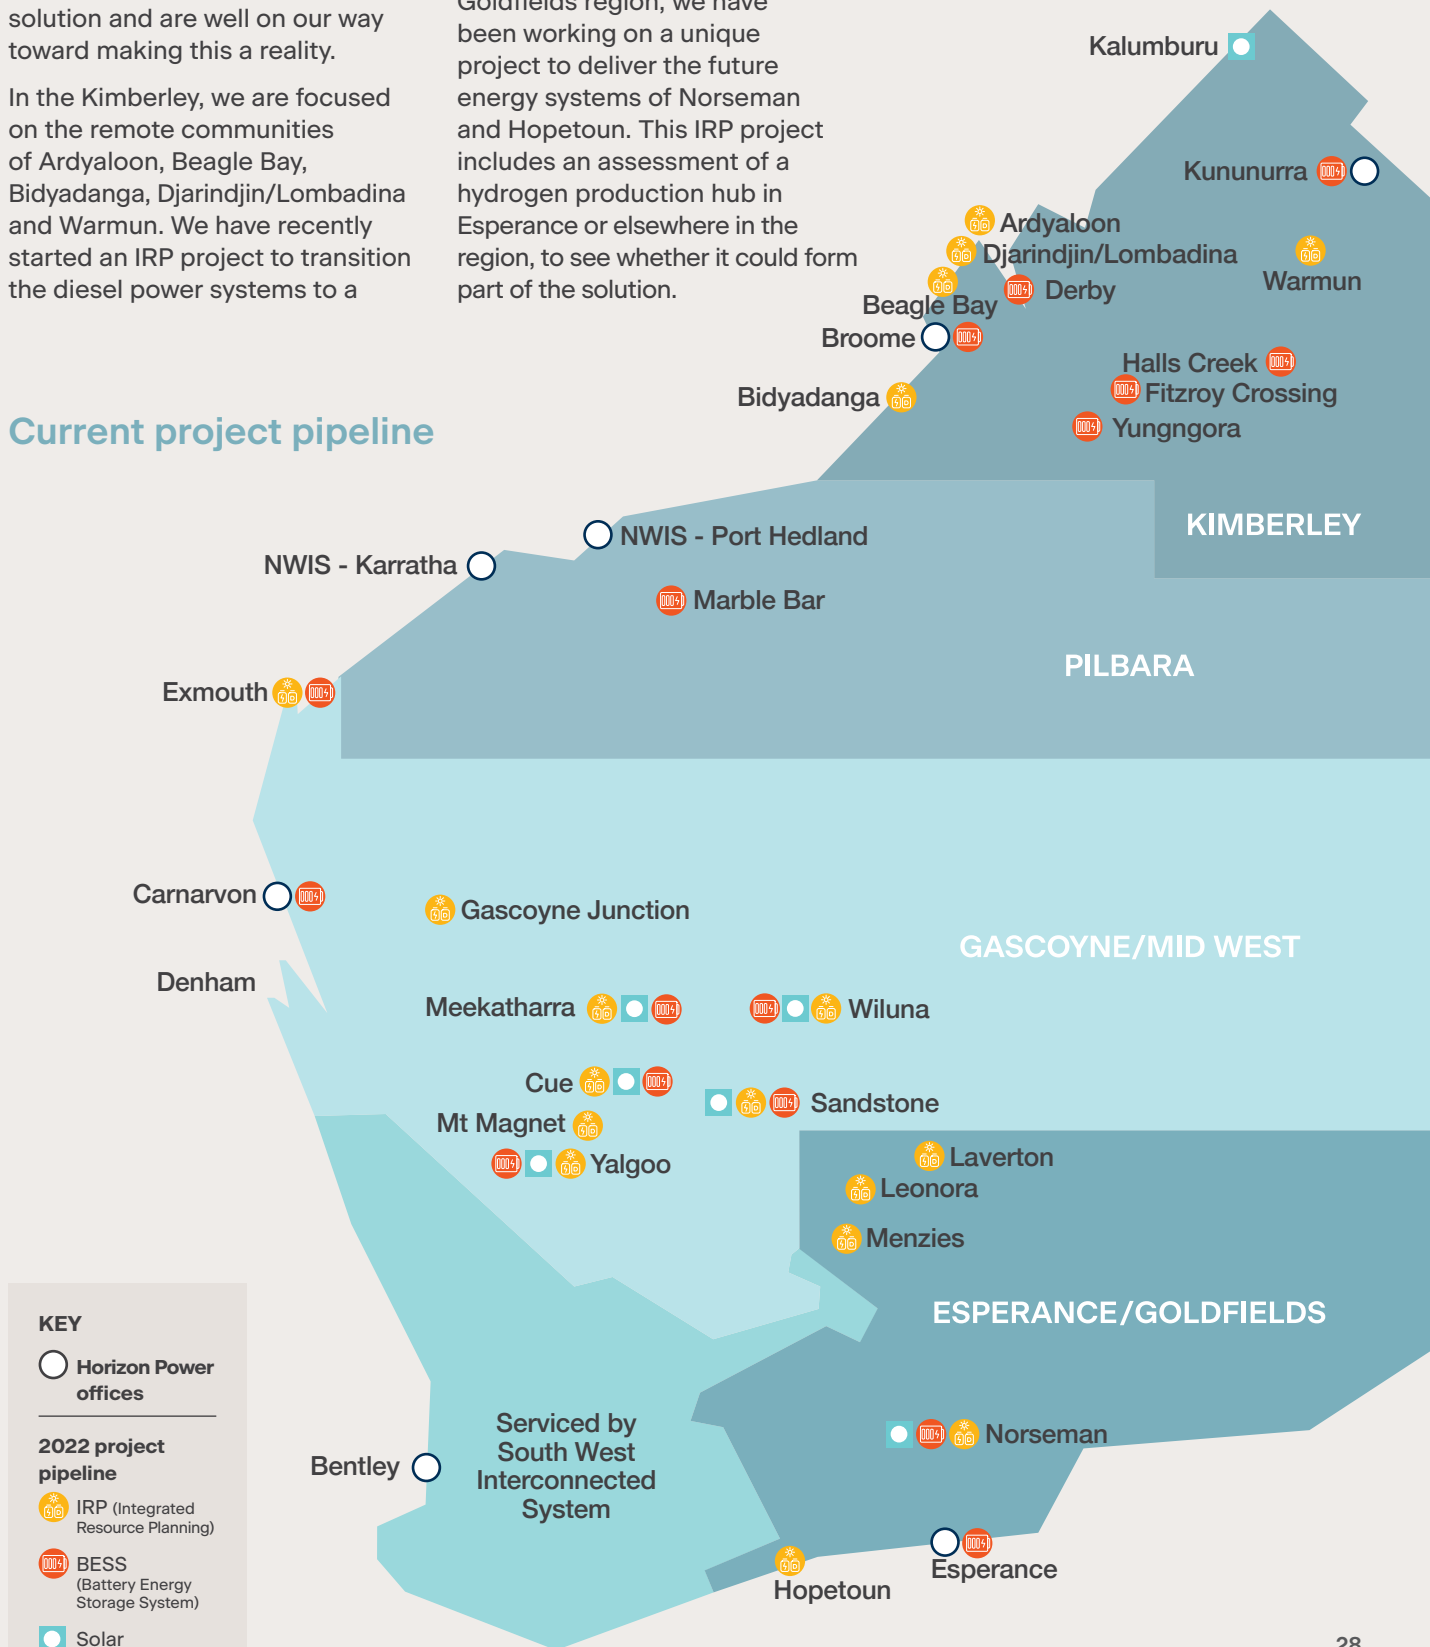 solution and are well on our way
toward making this a reality.
In the Kimberley, we are focused
on the remote communities
of Ardyaloon, Beagle Bay,
Bidyadanga, Djarindjin/Lombadina
and Warmun. We have recently
started an IRP project to transition
the diesel power systems to a
Goldfields region, we have
been working on a unique
project to deliver the future
energy systems of Norseman
and Hopetoun. This IRP project
includes an assessment of a
hydrogen production hub in
Esperance or elsewhere in the
region, to see whether it could form
part of the solution.
Current project pipeline
Kalumburu
Kununurra
Ardyaloon
Djarindjin/Lombadina
Warmun
Beagle Bay
Derby
Broome
Halls Creek
Fitzroy Crossing
Bidyadanga
Yungngora
KIMBERLEY
NWIS - Port Hedland
NWIS - Karratha
Marble Bar
PILBARA
Exmouth
Carnarvon
Gascoyne Junction
GASCOYNE/MID WEST
Denham
Meekatharra
Wiluna
Cue
Sandstone
Mt Magnet
Yalgoo
Laverton
Leonora
Menzies
ESPERANCE/GOLDFIELDS
Serviced by
South West
Interconnected
System
Bentley
Norseman
Esperance
Hopetoun
KEY
Horizon Power
offices
2022 project
pipeline
IRP (Integrated
Resource Planning)
BESS
(Battery Energy
Storage System)
Solar
28